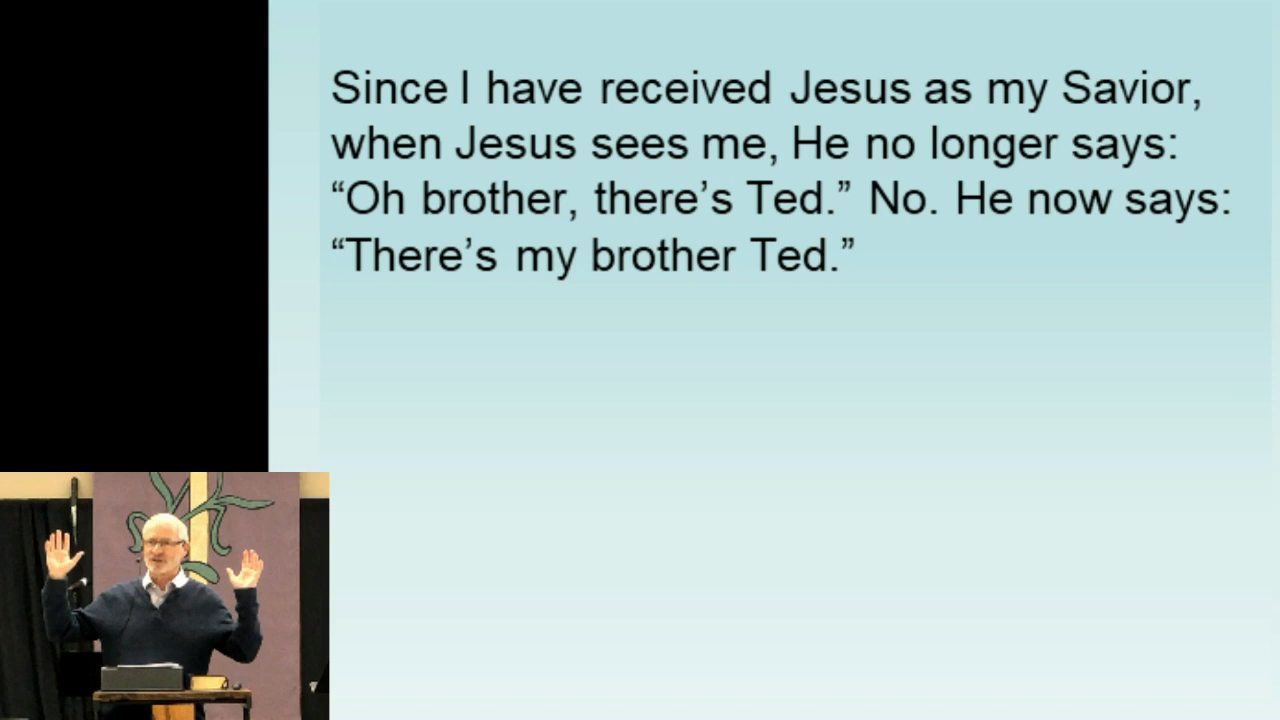 Since I have received Jesus as my Savior,
when Jesus sees me, He no longer says:
“Oh brother, there’s Ted.” No. He now says:
“There’s my brother Ted.”